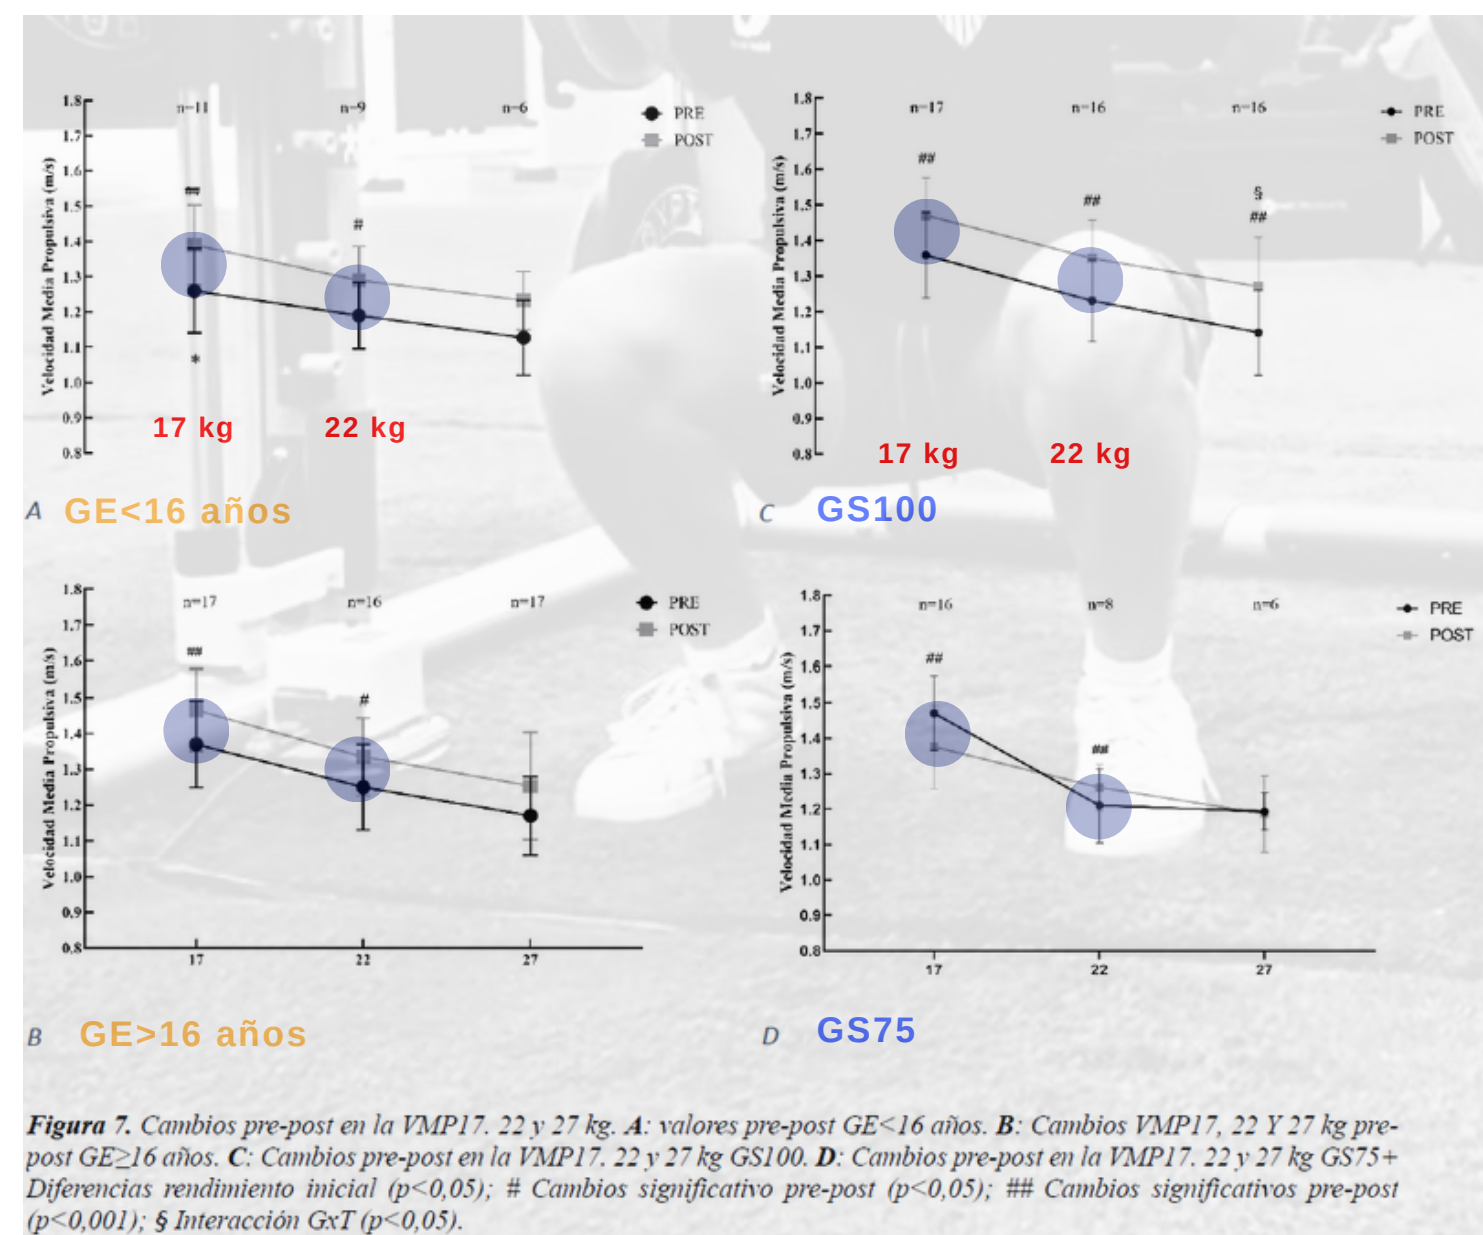 n=11 n=9 n=6
PRE
POST
1.8
1.7
1.6
1.5
1.4
1.3
1.2
1.1
1.0
0.9
0.8
Velocidad Media Propulsiva (m/s)
##
#
*
17 kg 22 kg
A GE<16 años
n=17 n=16 n=16
PRE
POST
1.8
1.7
1.6
1.5
1.4
1.3
1.2
1.1
1.0
0.9
0.8
Velocidad Media Propulsiva (m/s)
##
##
§
##
17 kg 22 kg
C GS100
n=17 n=16 n=17
PRE
POST
1.8
1.7
1.6
1.5
1.4
1.3
1.2
1.1
1.0
0.9
0.8
Velocidad Media Propulsiva (m/s)
##
#
17 22 27
B GE>16 años
n=16 n=8 n=6
PRE
POST
1.8
1.7
1.6
1.5
1.4
1.3
1.2
1.1
1.0
0.9
0.8
Velocidad Media Propulsiva (m/s)
##
##
17 22 27
D GS75
Figura 7. Cambios pre-post en la VMP17. 22 y 27 kg. A: valores pre-post GE<16 años. B: Cambios VMP17, 22 Y 27 kg pre-
post GE≥16 años. C: Cambios pre-post en la VMP17. 22 y 27 kg GS100. D: Cambios pre-post en la VMP17. 22 y 27 kg GS75+
Diferencias rendimiento inicial (p<0,05); # Cambios significativo pre-post (p<0,05); ## Cambios significativos pre-post
(p<0,001); § Interacción GxT (p<0,05).